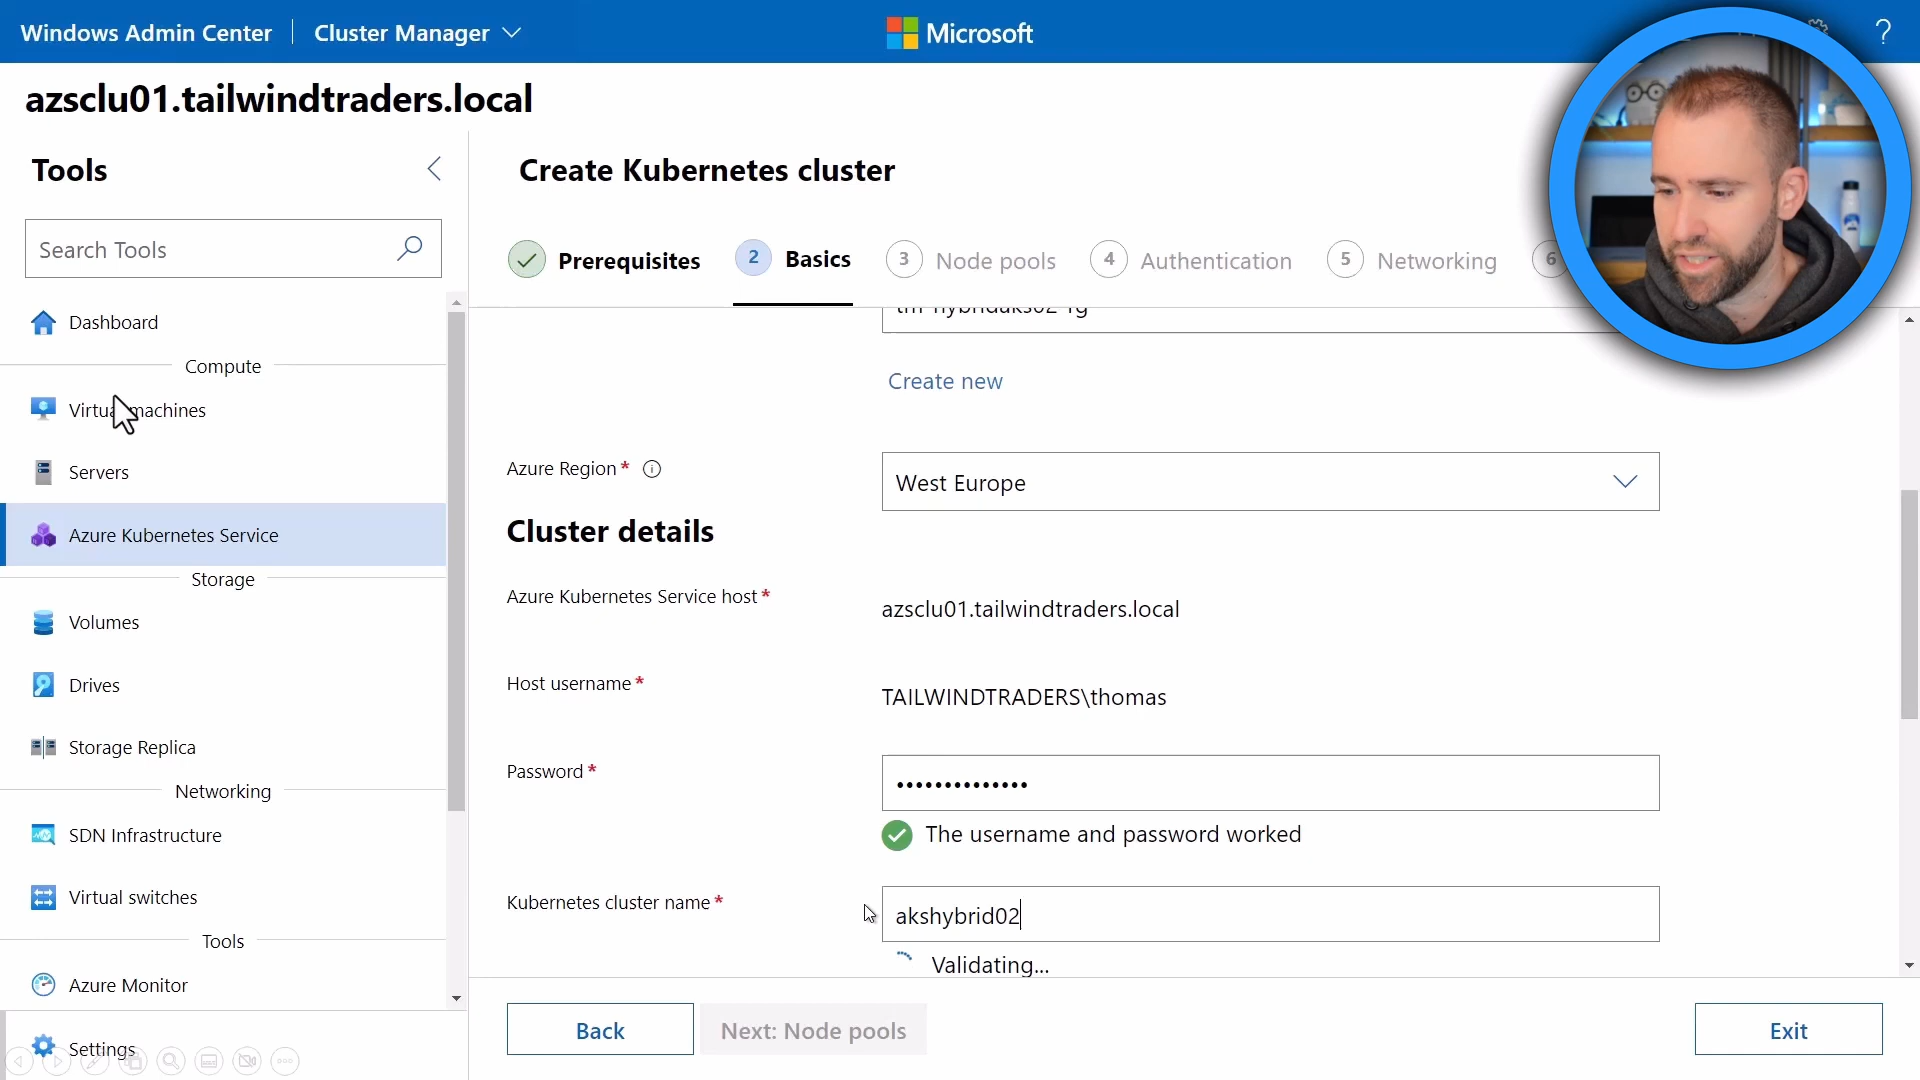 Windows Admin Center
Cluster Manager
Microsoft
?
azsclu01.tailwindtraders.local
Tools
Create Kubernetes cluster
Search Tools
Prerequisites
2 Basics
3 Node pools
4 Authentication
5 Networking
6
Dashboard
Compute
Virtual machines
Servers
Azure Kubernetes Service
Storage
Volumes
Drives
Storage Replica
Networking
SDN Infrastructure
Virtual switches
Tools
Azure Monitor
Settings
tm-hybridaks02-rg
Create new
Azure Region*
West Europe
Cluster details
Azure Kubernetes Service host*
azsclu01.tailwindtraders.local
Host username*
TAILWINDTRADERS\thomas
Password*
••••••••••••••
The username and password worked
Kubernetes cluster name*
akshybrid02
Validating...
Back
Next: Node pools
Exit